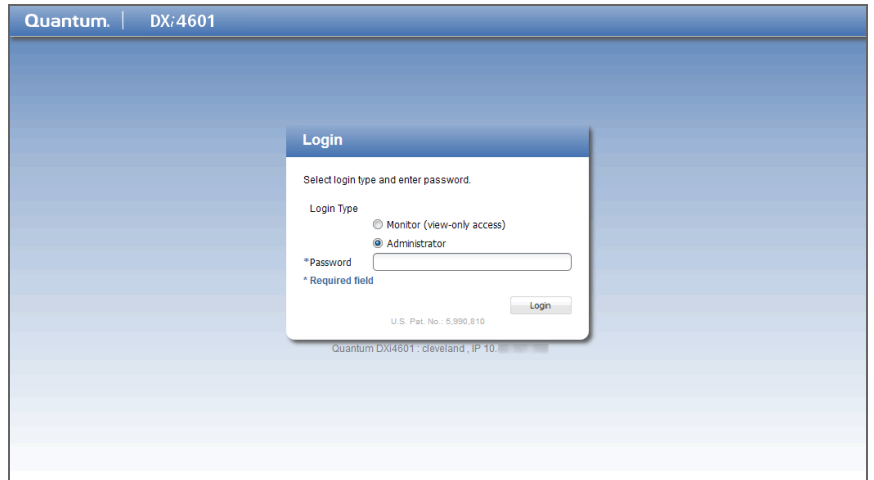 Quantum. DXi4601
Login
Select login type and enter password.
Login Type
Monitor (view-only access)
Administrator
*Password
* Required field
Login
U.S. Pat. No.: 5,990,810
Quantum DXi4601 : cleveland , IP 10.